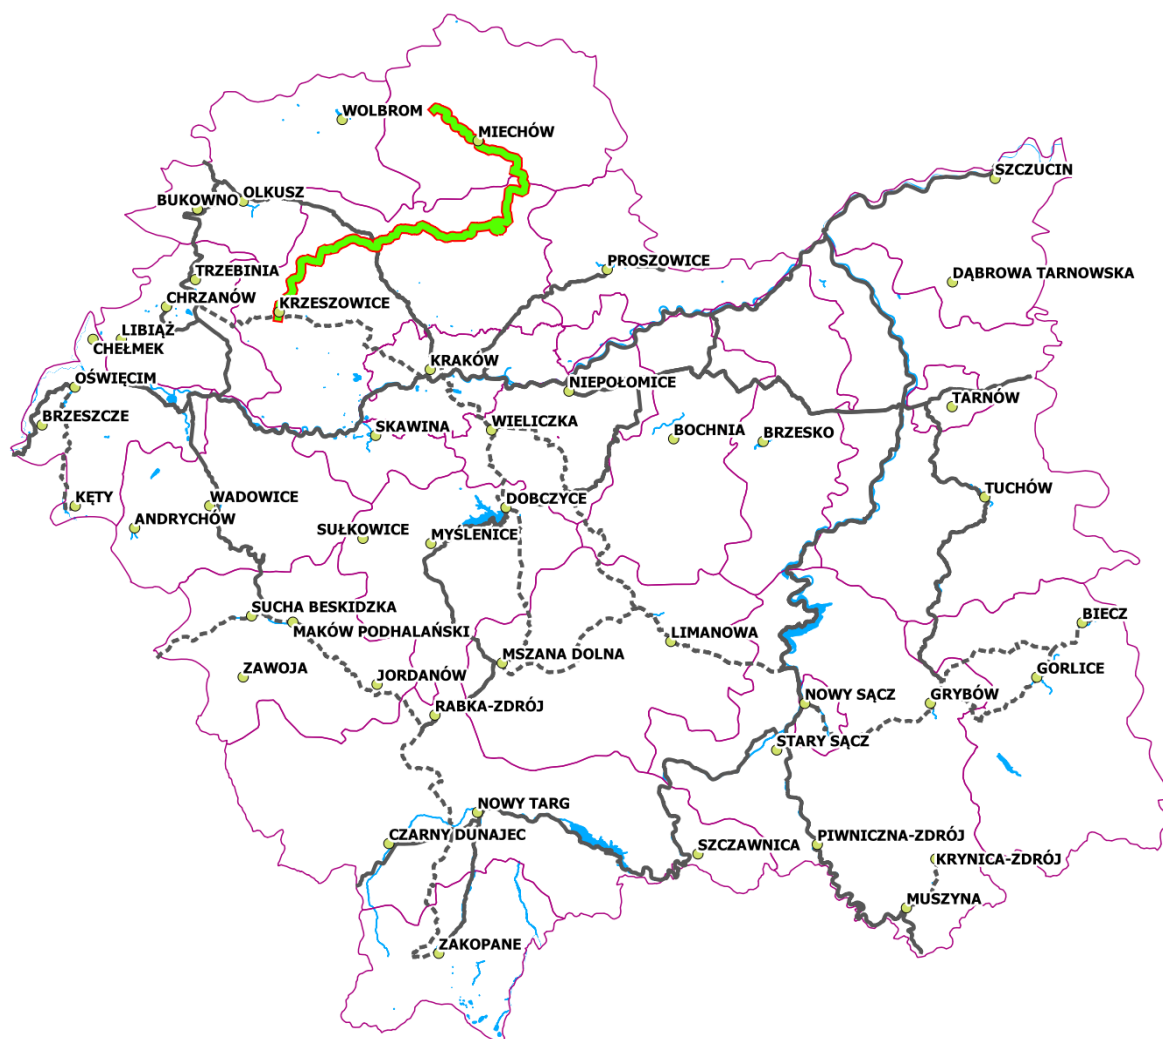 WOLBROM
MIECHÓW
SZCZUCIN
OLKUSZ
BUKOWNO
PROSZOWICE
TRZEBINIA
DĄBROWA TARNOWSKA
CHRZANÓW
KRZESZOWICE
LIBIĄŻ
CHEŁMEK
KRAKÓW
OŚWIĘCIM
NIEPOŁOMICE
TARNÓW
BRZESZCZE
SKAWINA
WIELICZKA
BOCHNIA
BRZESKO
TUCHÓW
KĘTY
WADOWICE
DOBCZYCE
ANDRYCHÓW
SUŁKOWICE
MYŚLENICE
SUCHA BESKIDZKA
BIECZ
MAKÓW PODHALAŃSKI
LIMANOWA
MSZANA DOLNA
ZAWOJA
JORDANÓW
GORLICE
RABKA-ZDRÓJ
NOWY SĄCZ
GRYBÓW
STARY SĄCZ
NOWY TARG
CZARNY DUNAJEC
PIWNICZNA-ZDRÓJ
SZCZAWNICA
KRYNICA-ZDRÓJ
MUSZYNA
ZAKOPANE